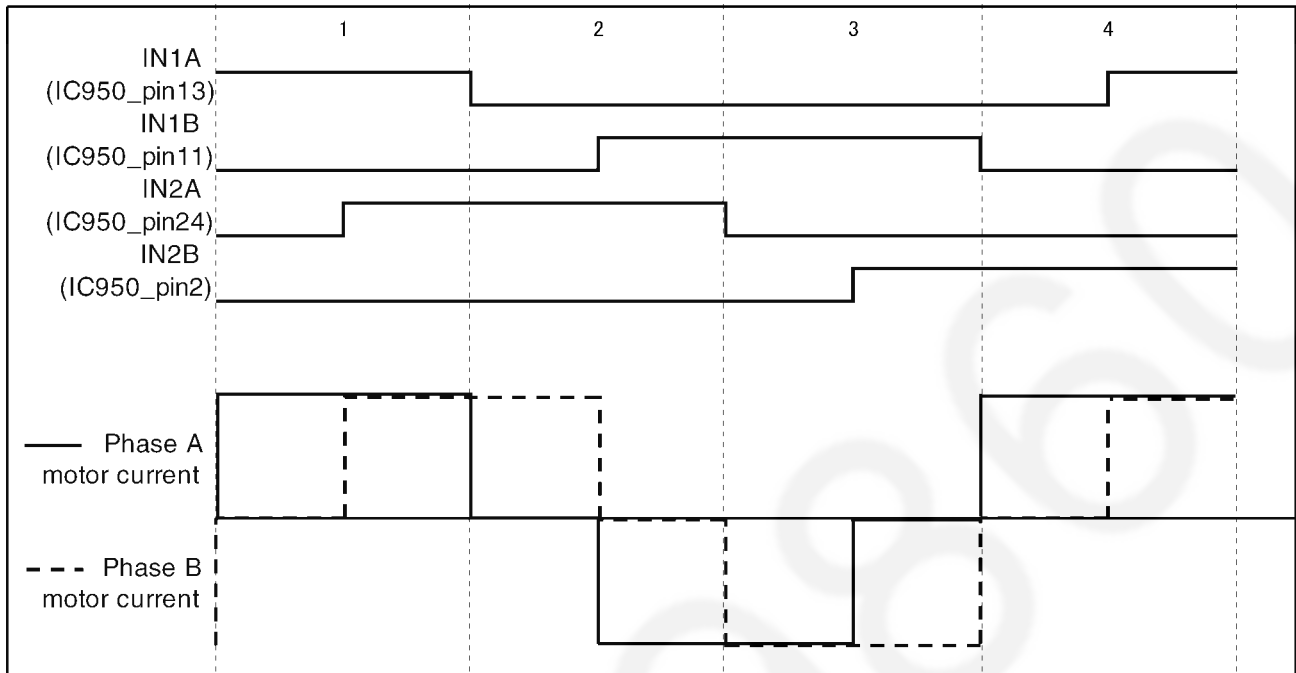 1 2 3 4
IN1A
(IC950_pin13)
IN1B
(IC950_pin11)
IN2A
(IC950_pin24)
IN2B
(IC950_pin2)
Phase A
motor current
Phase B
motor current